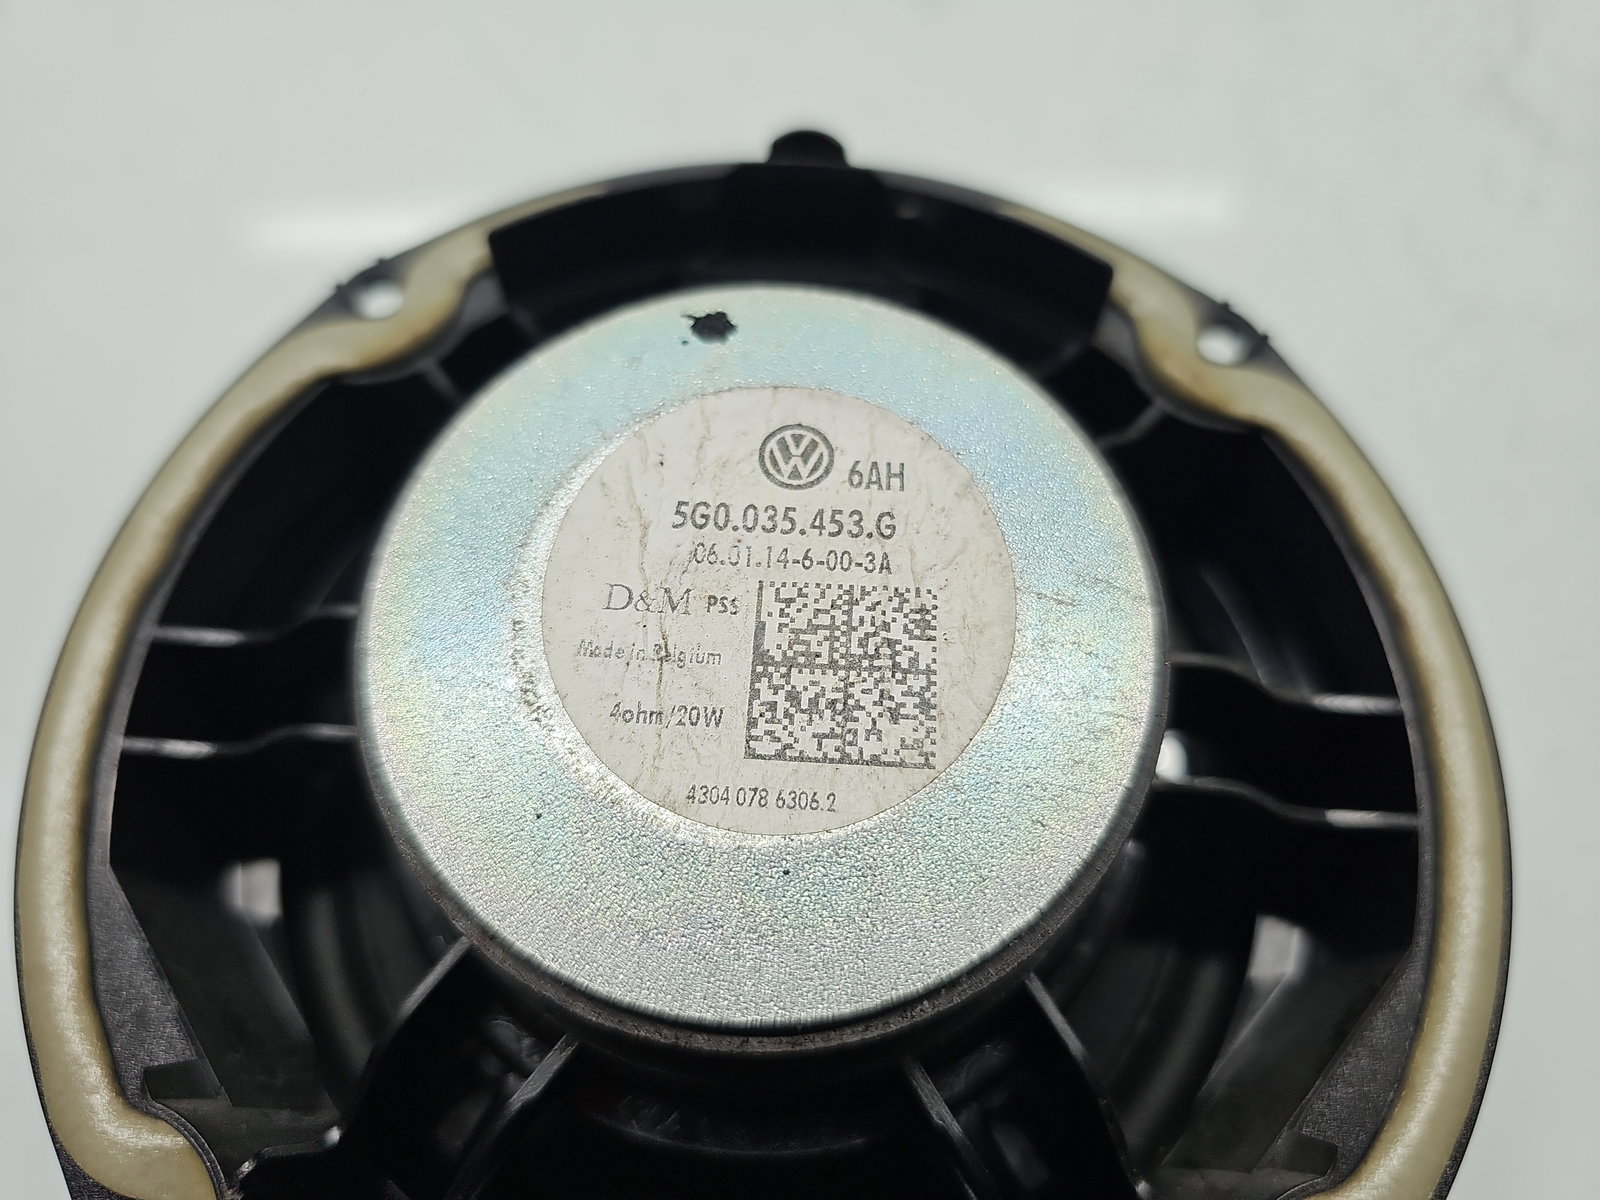 VW 6AH
5G0.035.453.G
06.01.14-6-00-3A
D&M PSS
Made in Belgium
4ohm/20W
4304 078 6306.2